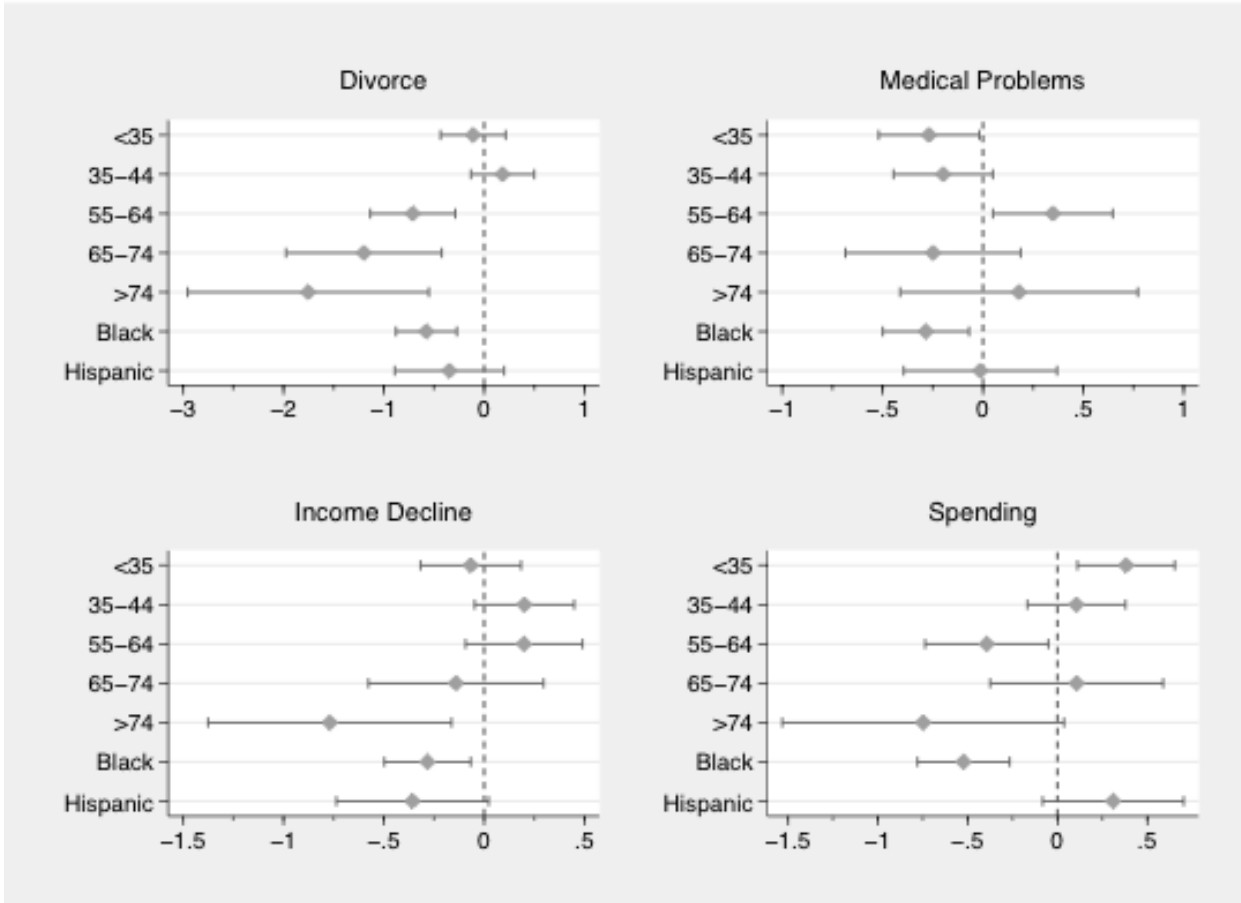 Divorce
<35
35−44
55−64
65−74
>74
Black
Hispanic
−3 −2 −1 0 1
Medical Problems
<35
35−44
55−64
65−74
>74
Black
Hispanic
−1 −.5 0 .5 1
Income Decline
<35
35−44
55−64
65−74
>74
Black
Hispanic
−1.5 −1 −.5 0 .5
Spending
<35
35−44
55−64
65−74
>74
Black
Hispanic
−1.5 −1 −.5 0 .5